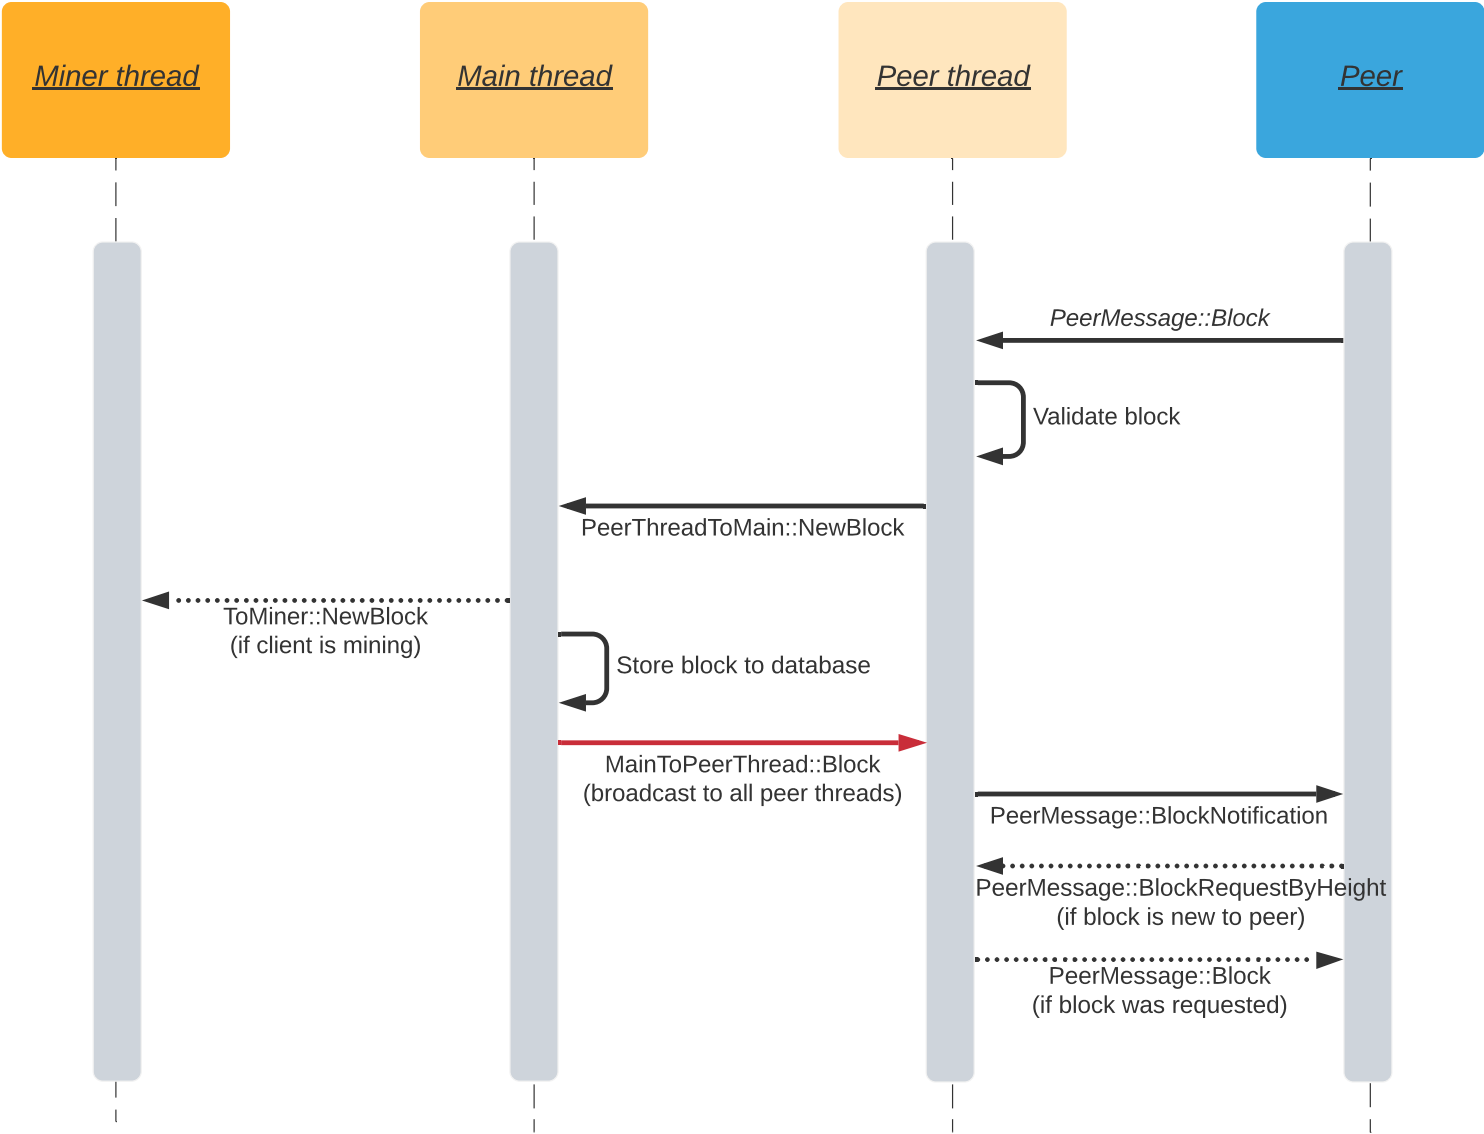 Miner thread
Main thread
Peer thread
Peer
PeerMessage::Block
Validate block
PeerThreadToMain::NewBlock
ToMiner::NewBlock
(if client is mining)
Store block to database
MainToPeerThread::Block
(broadcast to all peer threads)
PeerMessage::BlockNotification
PeerMessage::BlockRequestByHeight
(if block is new to peer)
PeerMessage::Block
(if block was requested)